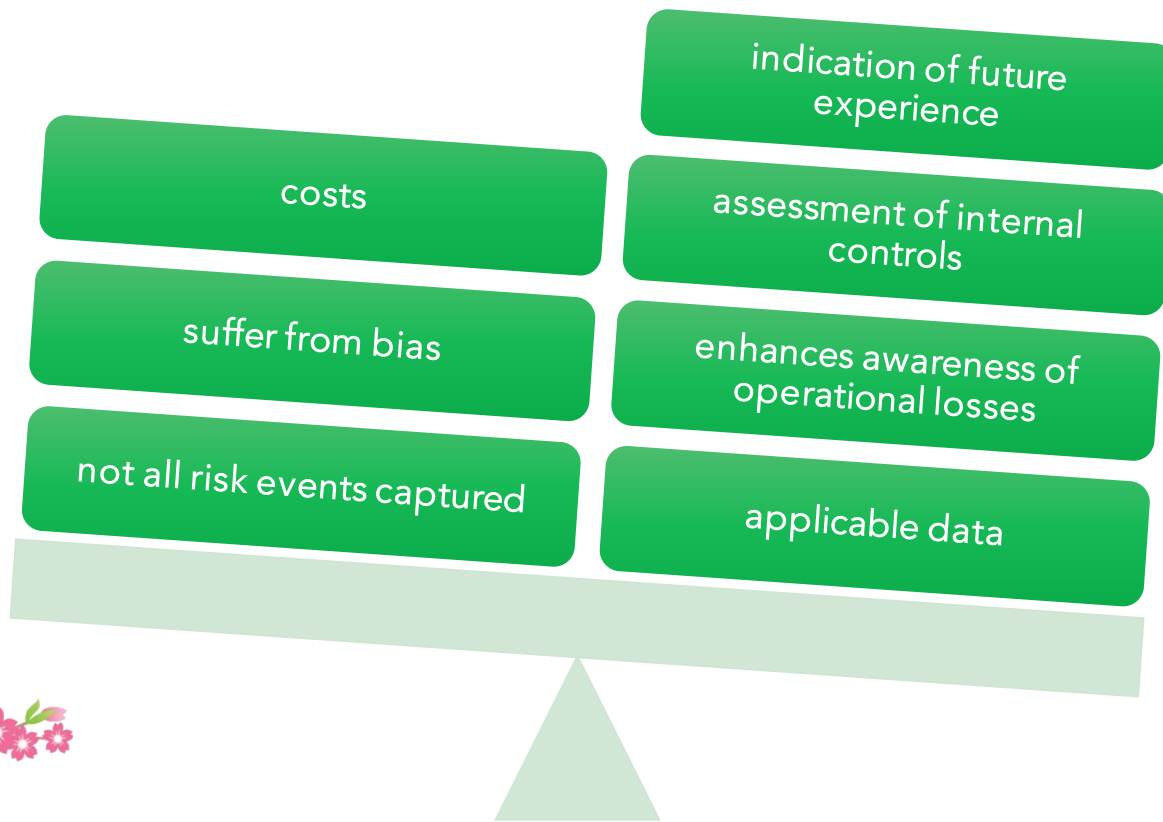 costs
suffer from bias
not all risk events captured
indication of future
experience
assessment of internal
controls
enhances awareness of
operational losses
applicable data